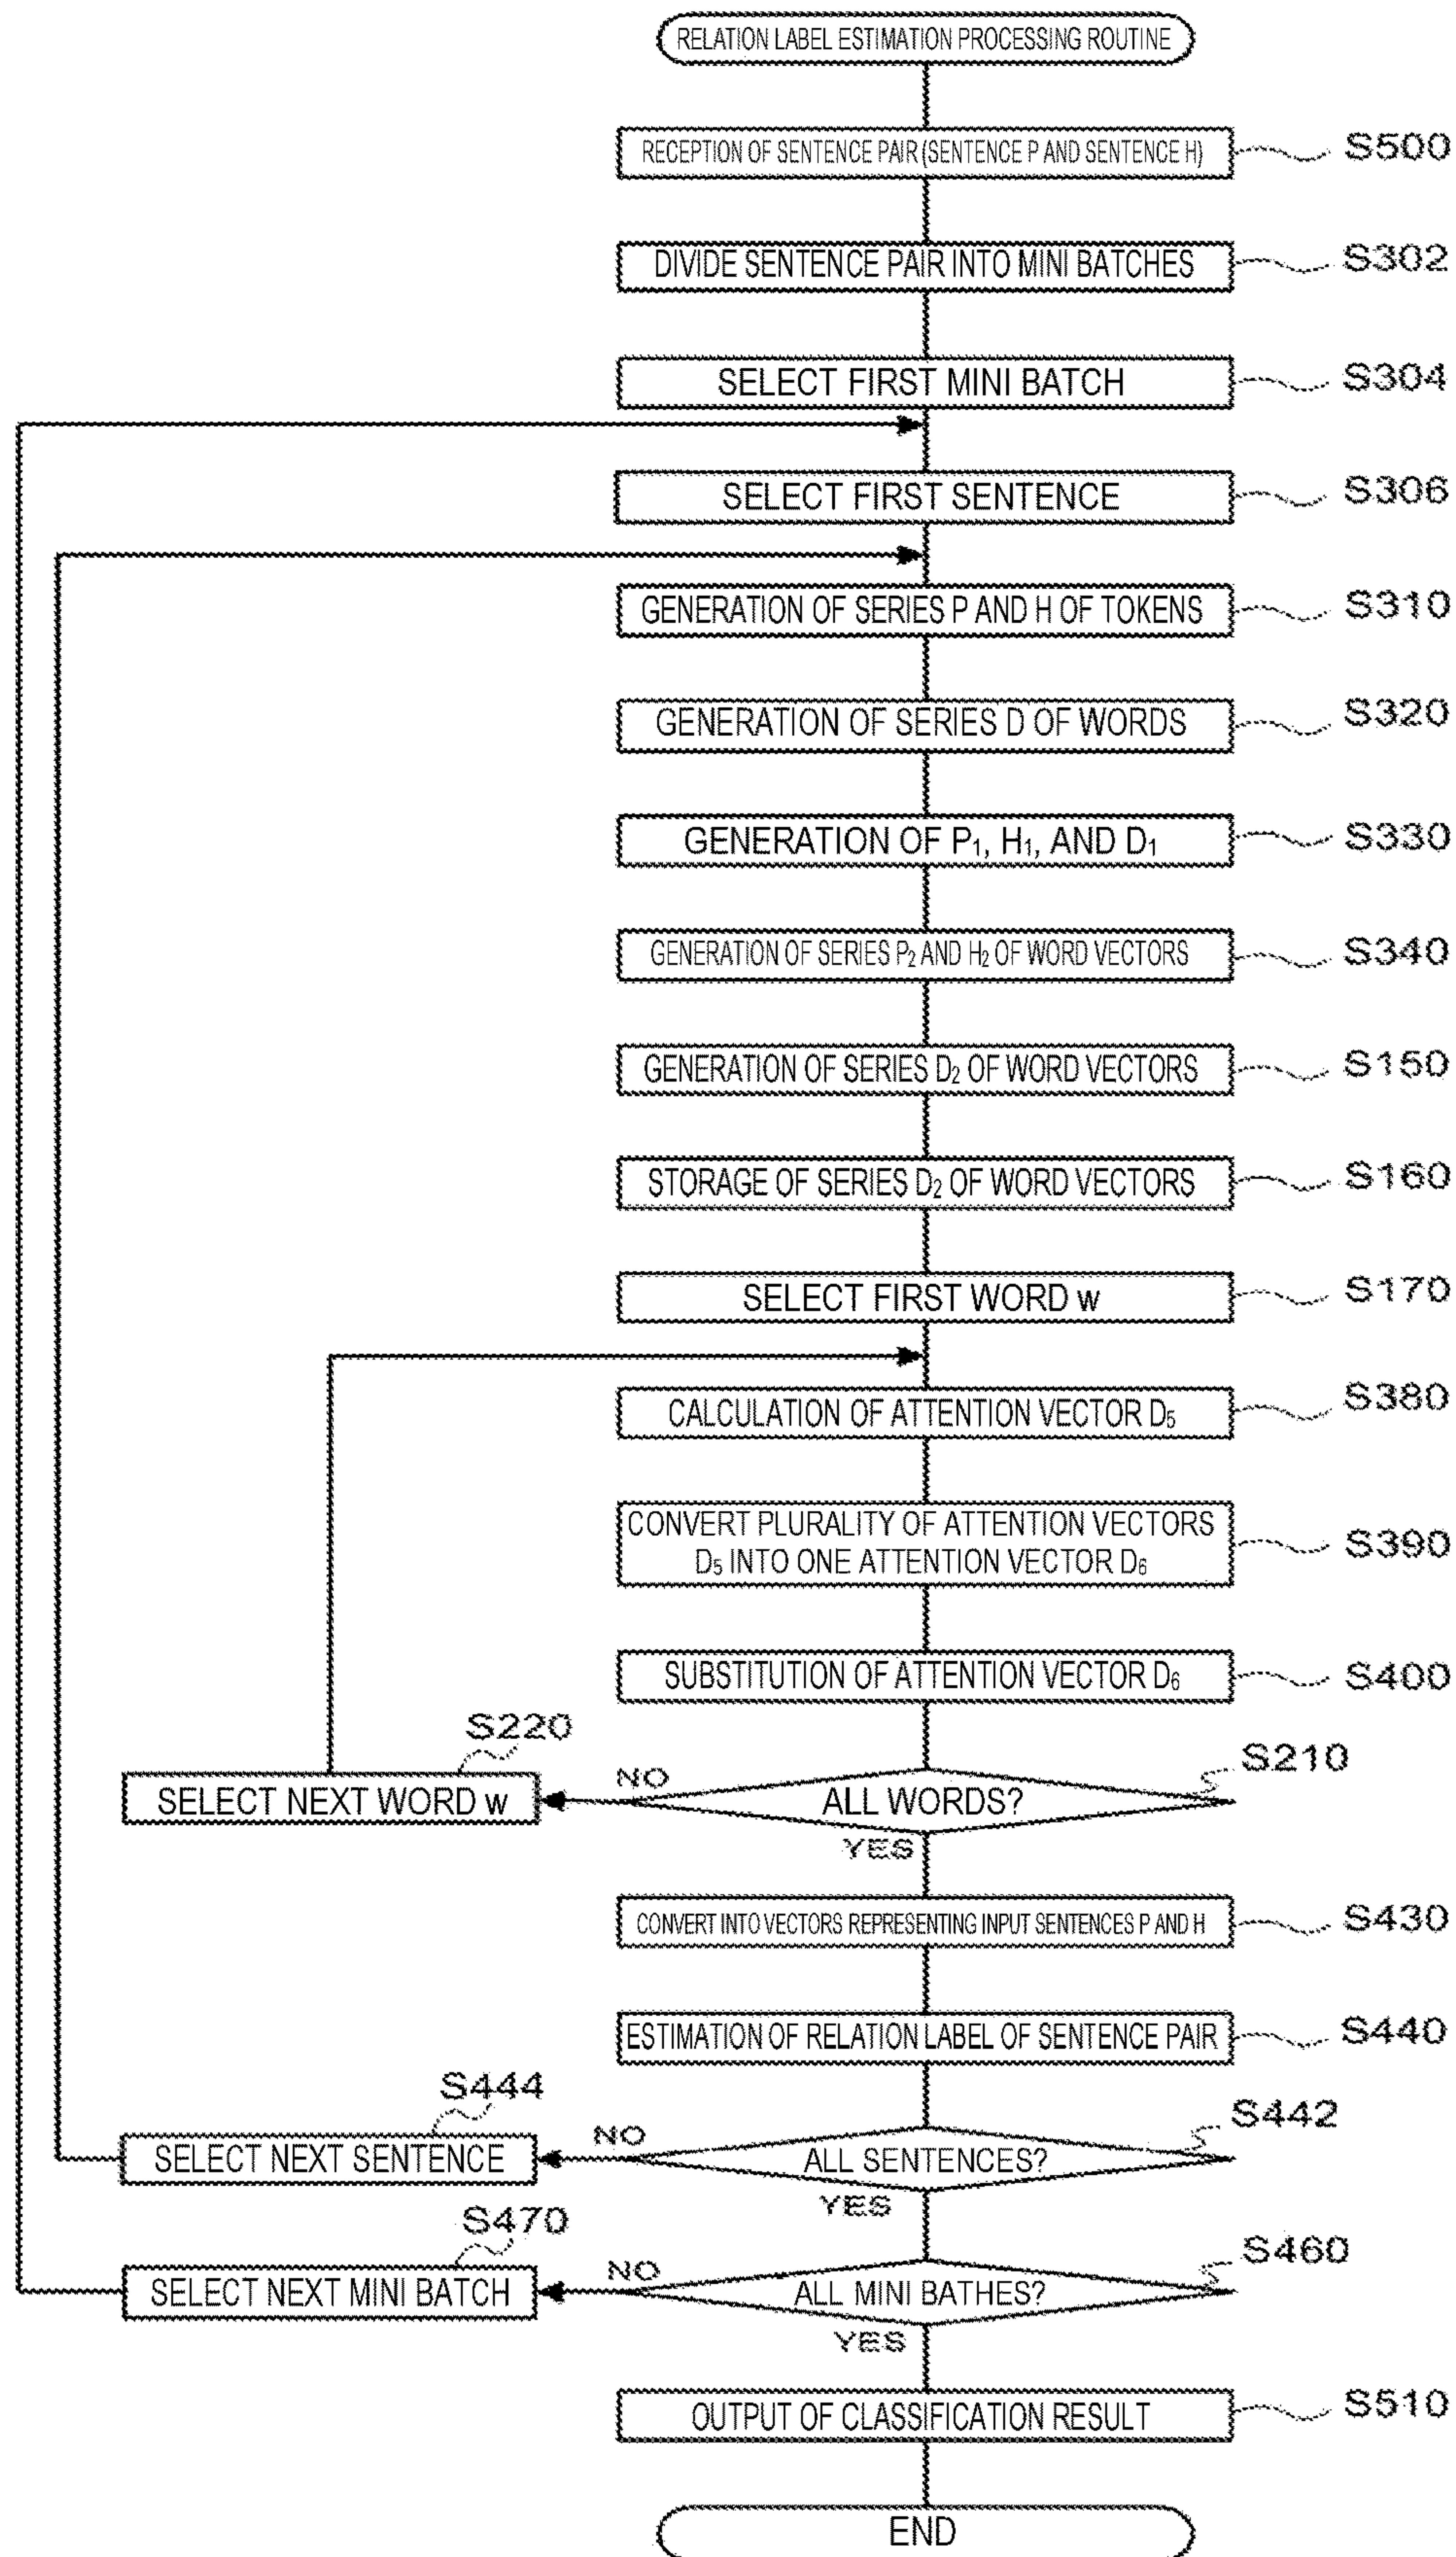 RELATION LABEL ESTIMATION PROCESSING ROUTINE
RECEPTION OF SENTENCE PAIR (SENTENCE P AND SENTENCE H)
S500
DIVIDE SENTENCE PAIR INTO MINI BATCHES
S302
SELECT FIRST MINI BATCH
S304
SELECT FIRST SENTENCE
S306
GENERATION OF SERIES P AND H OF TOKENS
S310
GENERATION OF SERIES D OF WORDS
S320
GENERATION OF P₁, H₁, AND D₁
S330
GENERATION OF SERIES P₂ AND H₂ OF WORD VECTORS
S340
GENERATION OF SERIES D₂ OF WORD VECTORS
S150
STORAGE OF SERIES D₂ OF WORD VECTORS
S160
SELECT FIRST WORD w
S170
CALCULATION OF ATTENTION VECTOR D₅
S380
CONVERT PLURALITY OF ATTENTION VECTORS
D₅ INTO ONE ATTENTION VECTOR D₆
S390
SUBSTITUTION OF ATTENTION VECTOR D₆
S400
S220
SELECT NEXT WORD w
NO
ALL WORDS?
S210
YES
CONVERT INTO VECTORS REPRESENTING INPUT SENTENCES P AND H
S430
ESTIMATION OF RELATION LABEL OF SENTENCE PAIR
S440
S444
SELECT NEXT SENTENCE
NO
ALL SENTENCES?
S442
YES
S470
SELECT NEXT MINI BATCH
NO
ALL MINI BATHES?
S460
YES
OUTPUT OF CLASSIFICATION RESULT
S510
END